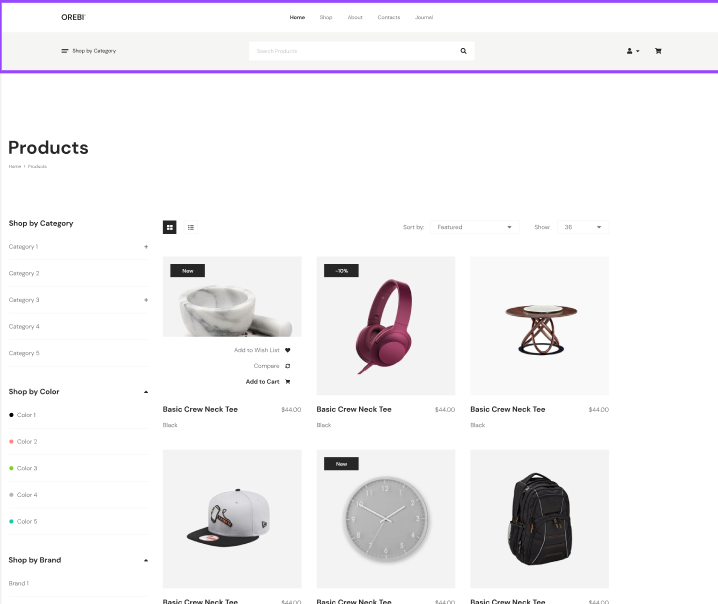 OREBI
Home Shop About Contacts Journal
Shop by Category
Search Products
Products
Home > Products
Shop by Category
Sort by: Featured
Show: 36
Category 1
Category 2
Category 3
Category 4
Category 5
New
-10%
Add to Wish List
Compare
Add to Cart
Basic Crew Neck Tee $44.00
Black
Basic Crew Neck Tee $44.00
Black
Basic Crew Neck Tee $44.00
Black
Shop by Color
Color 1
Color 2
Color 3
Color 4
Color 5
New
Shop by Brand
Brand 1
Basic Crew Neck Tee $44.00
Basic Crew Neck Tee $44.00
Basic Crew Neck Tee $44.00